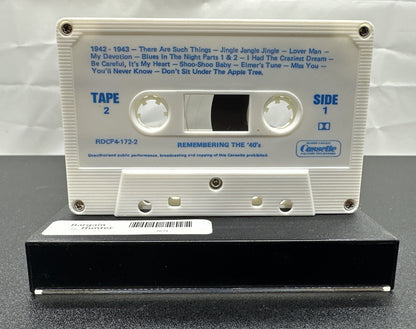 1942 - 1943 — There Are Such Things — Jingle Jangle Jingle — Lover Man —
My Devotion — Blues In The Night Parts 1 & 2 — I Had The Craziest Dream —
Be Careful, It's My Heart — Shoo-Shoo Baby — Elmer's Tune — Miss You —
You'll Never Know — Don't Sit Under The Apple Tree.
TAPE
2
SIDE
1
RDCP4-172-2
REMEMBERING THE '40's
Cassette
Unauthorised public performance, broadcasting and copying of this Cassette prohibited.
Bargain
Hunter